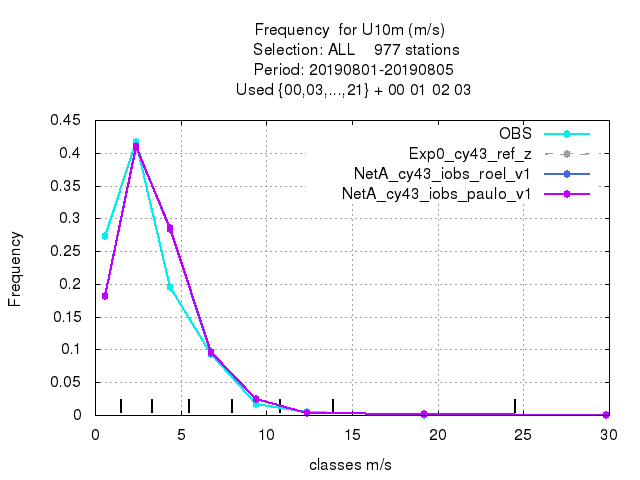 Frequency for U10m (m/s)
Selection: ALL 977 stations
Period: 20190801-20190805
Used {00,03,...,21} + 00 01 02 03
0.45
0.4
0.35
0.3
0.25
0.2
0.15
0.1
0.05
0
Frequency
OBS
Exp0_cy43_ref_z
NetA_cy43_iobs_roel_v1
NetA_cy43_iobs_paulo_v1
0 5 10 15 20 25 30
classes m/s